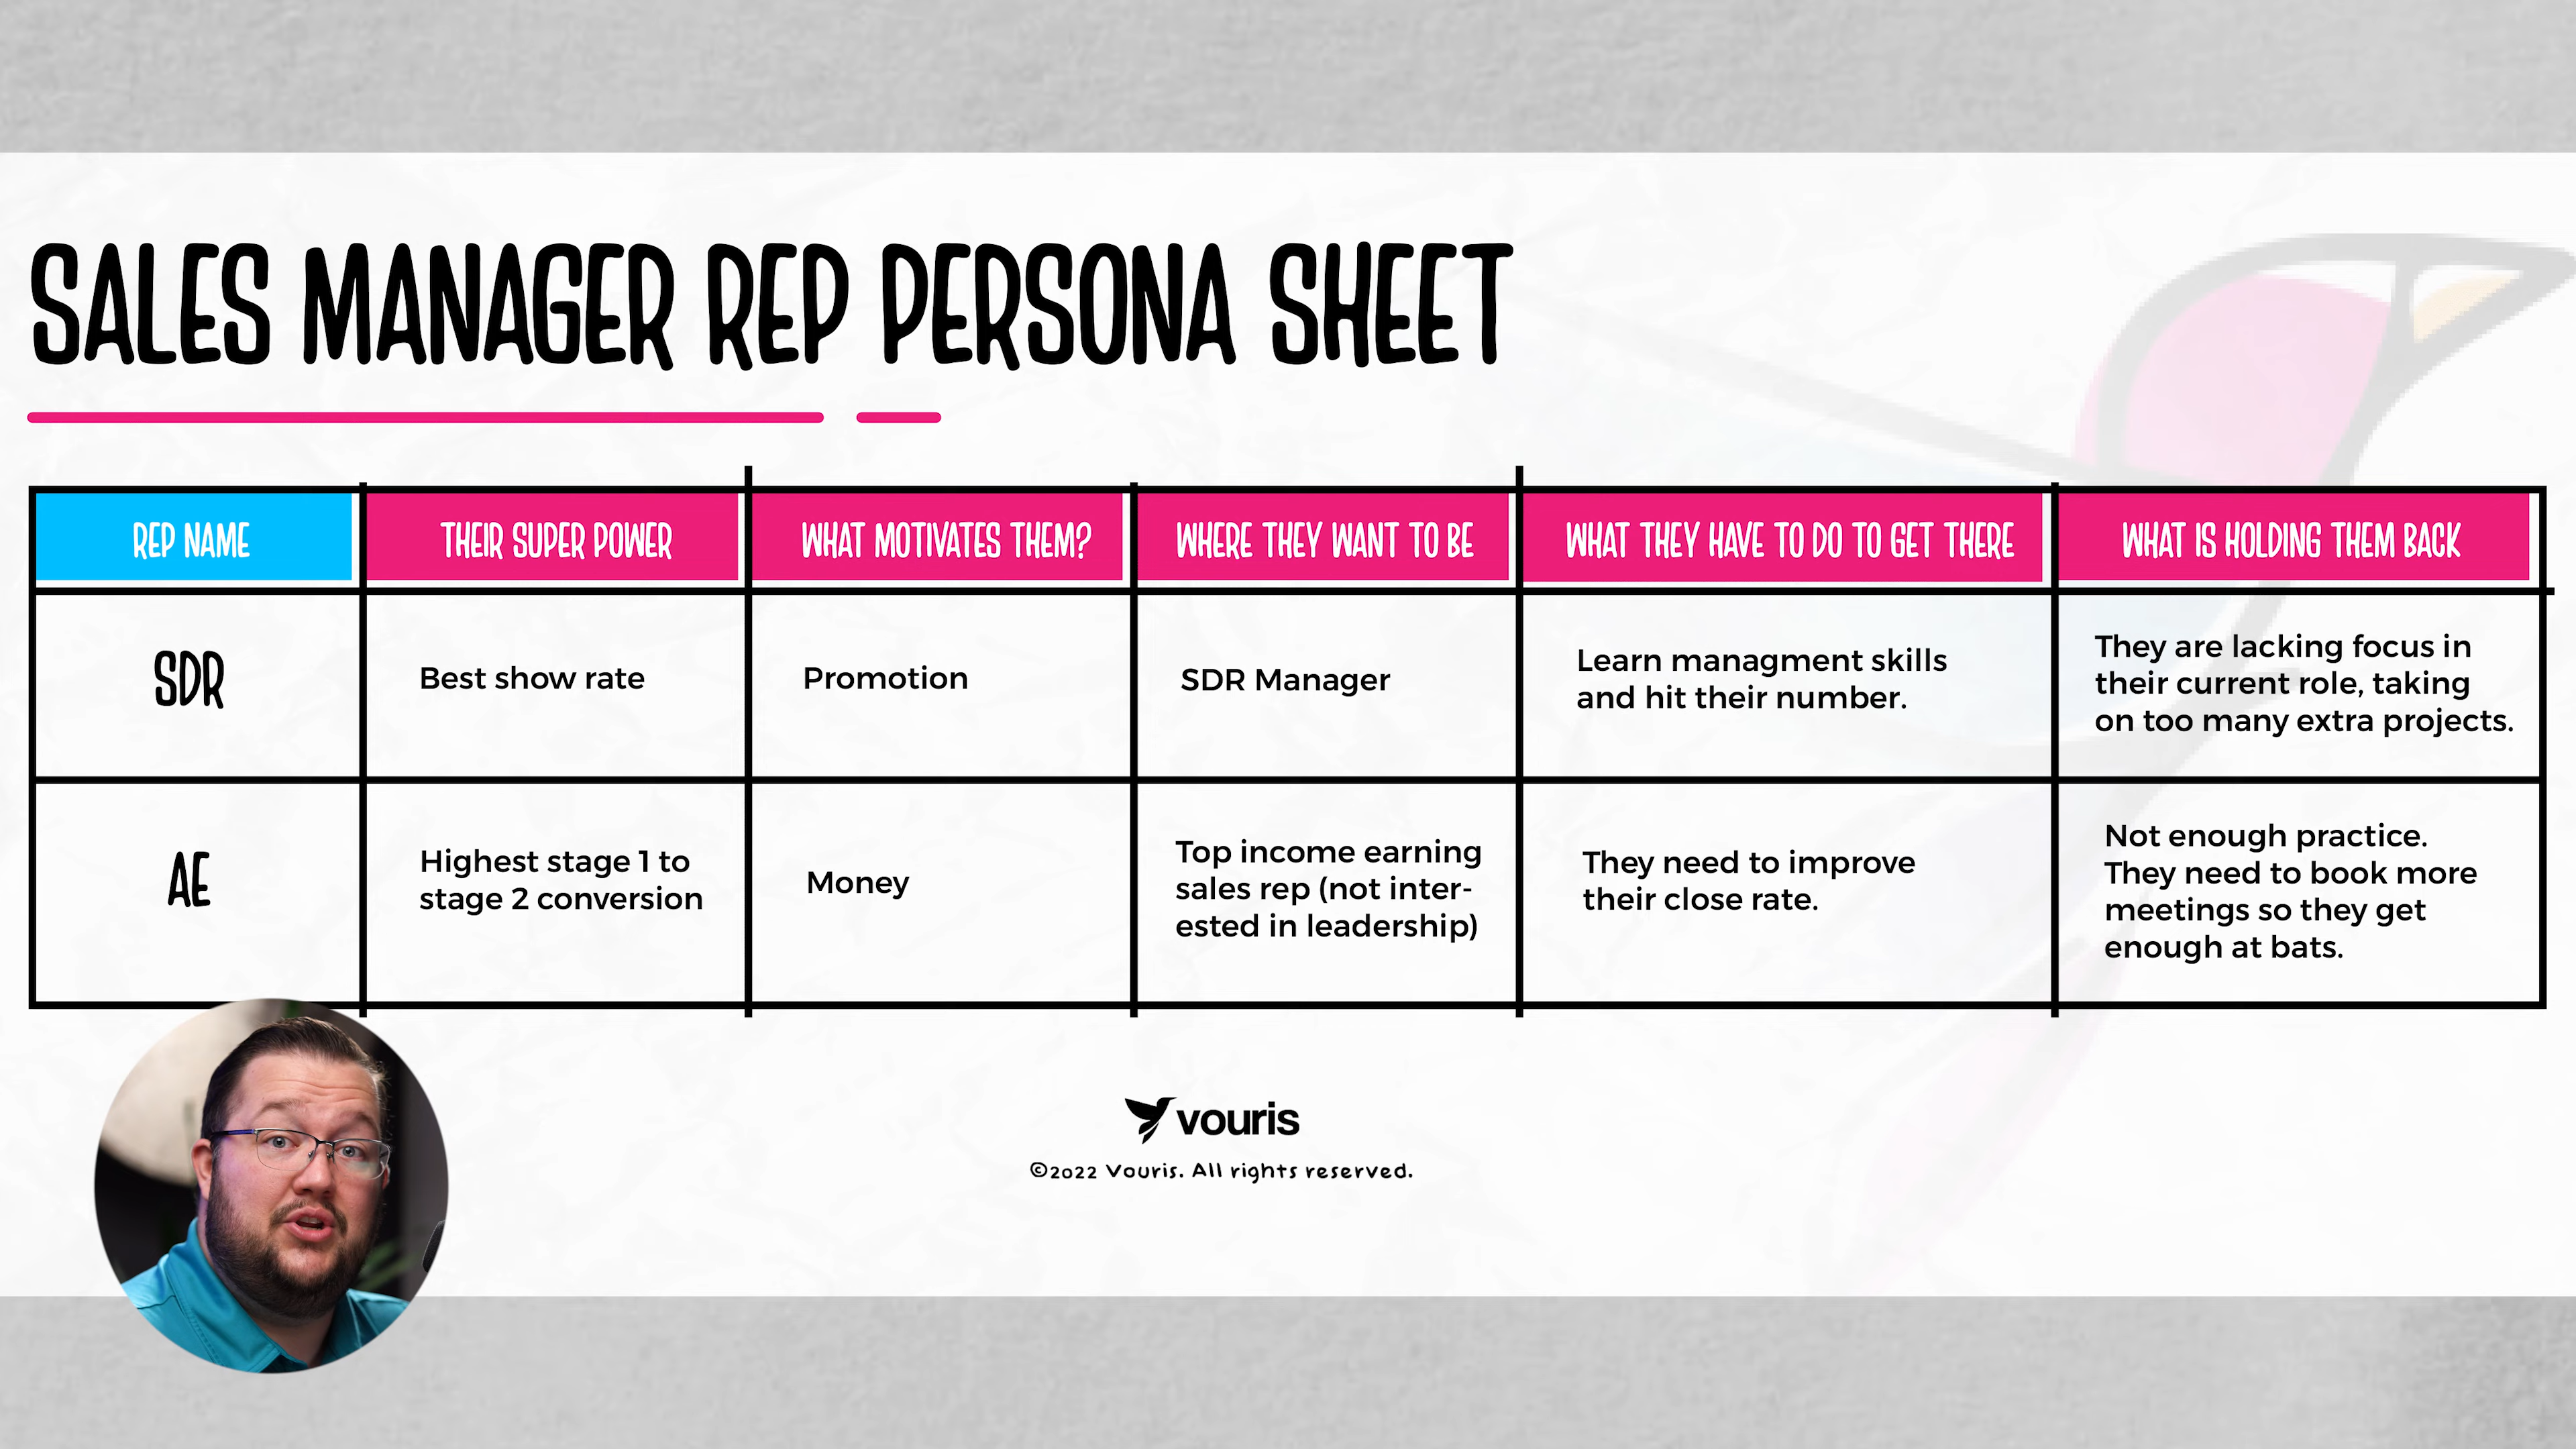 SALES MANAGER REP PERSONA SHEET
REP NAME
THEIR SUPER POWER
WHAT MOTIVATES THEM?
WHERE THEY WANT TO BE
WHAT THEY HAVE TO DO TO GET THERE
WHAT IS HOLDING THEM BACK
SDR
Best show rate
Promotion
SDR Manager
Learn managment skills
and hit their number.
They are lacking focus in
their current role, taking
on too many extra projects.
AE
Highest stage 1 to
stage 2 conversion
Money
Top income earning
sales rep (not inter-
ested in leadership)
They need to improve
their close rate.
Not enough practice.
They need to book more
meetings so they get
enough at bats.
vouris
©2022 Vouris. All rights reserved.